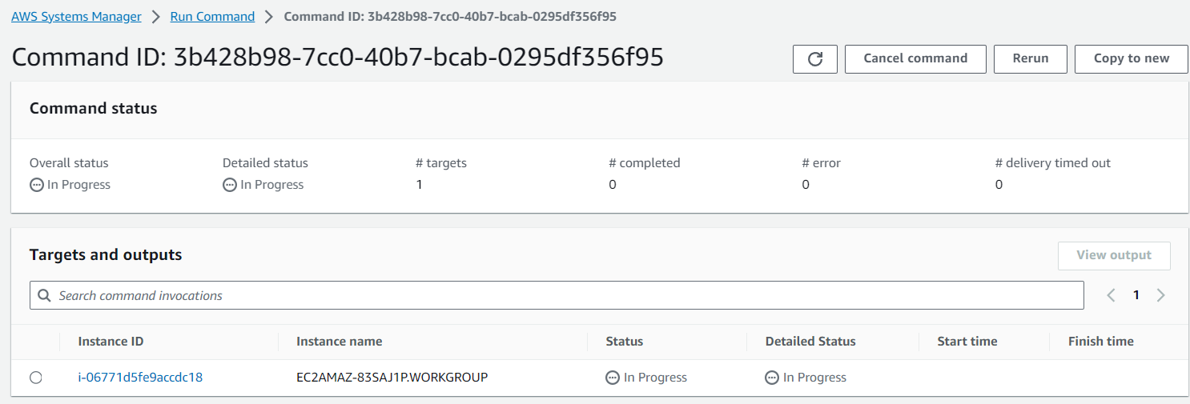 AWS Systems Manager > Run Command > Command ID: 3b428b98-7cc0-40b7-bcab-0295df356f95
Command ID: 3b428b98-7cc0-40b7-bcab-0295df356f95 Cancel command Rerun Copy to new
Command status
Overall status Detailed status # targets # completed # error # delivery timed out
In Progress In Progress 1 0 0 0
Targets and outputs View output
Search command invocations 1
Instance ID Instance name Status Detailed Status Start time Finish time
i-06771d5fe9accdc18 EC2AMAZ-83SAJ1P.WORKGROUP In Progress In Progress